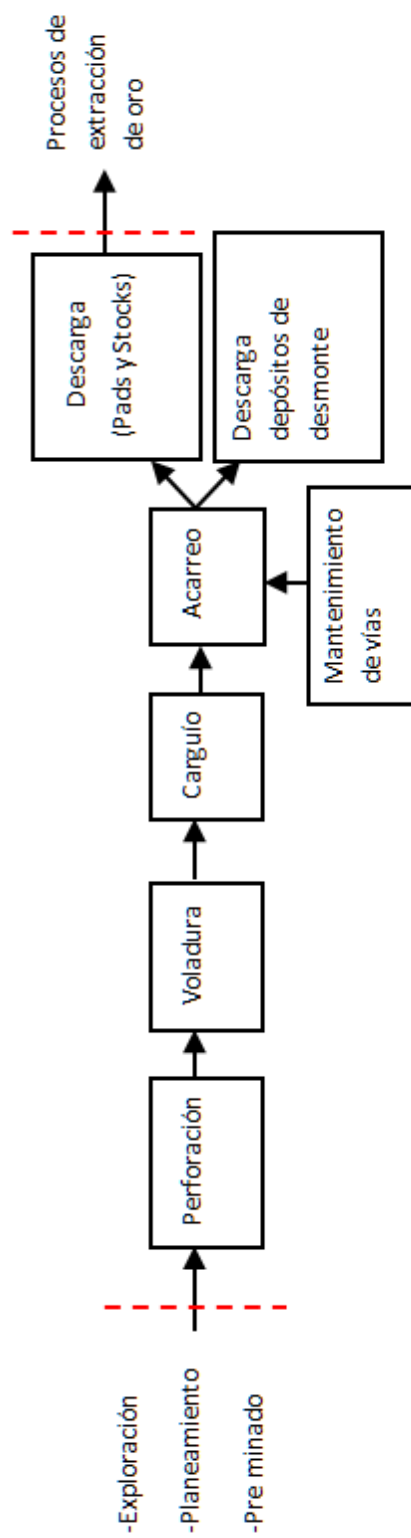 -Exploración
-Planeamiento
-Pre minado
Perforación
Voladura
Carguío
Acarreo
Mantenimiento
de vías
Descarga
(Pads y Stocks)
Descarga
depósitos de
desmonte
Procesos de
extracción
de oro